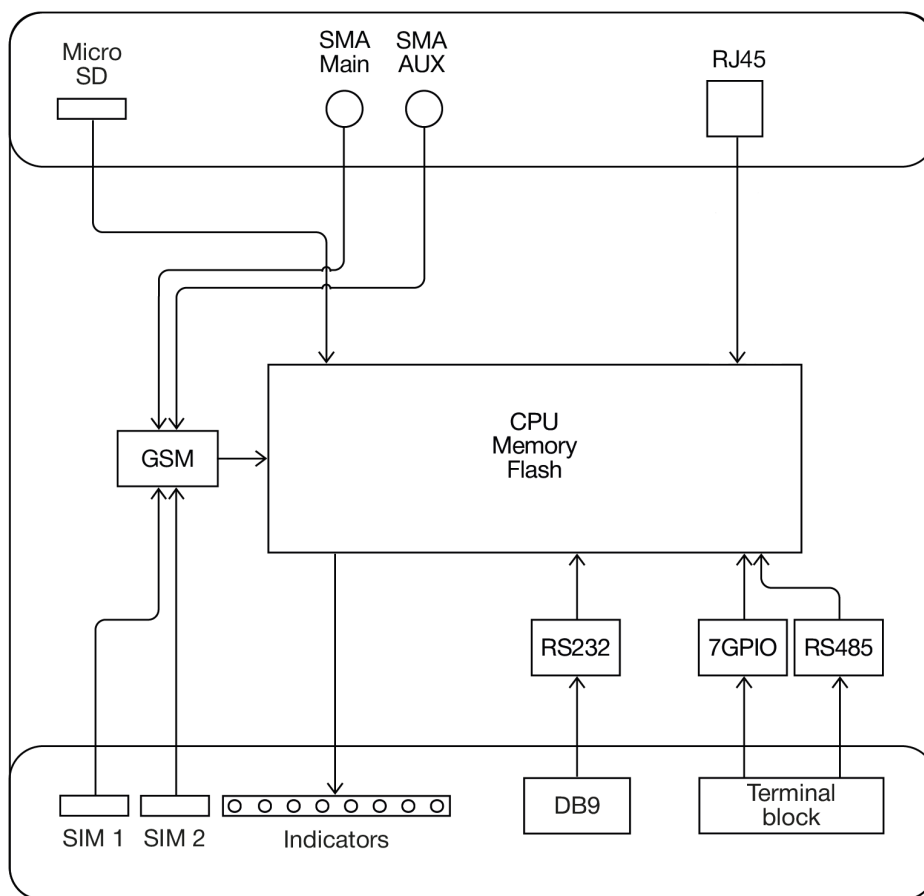 Micro
SD
SMA
Main
SMA
AUX
RJ45
CPU
Memory
Flash
GSM
RS232
7GPIO
RS485
SIM 1
SIM 2
Indicators
DB9
Terminal
block